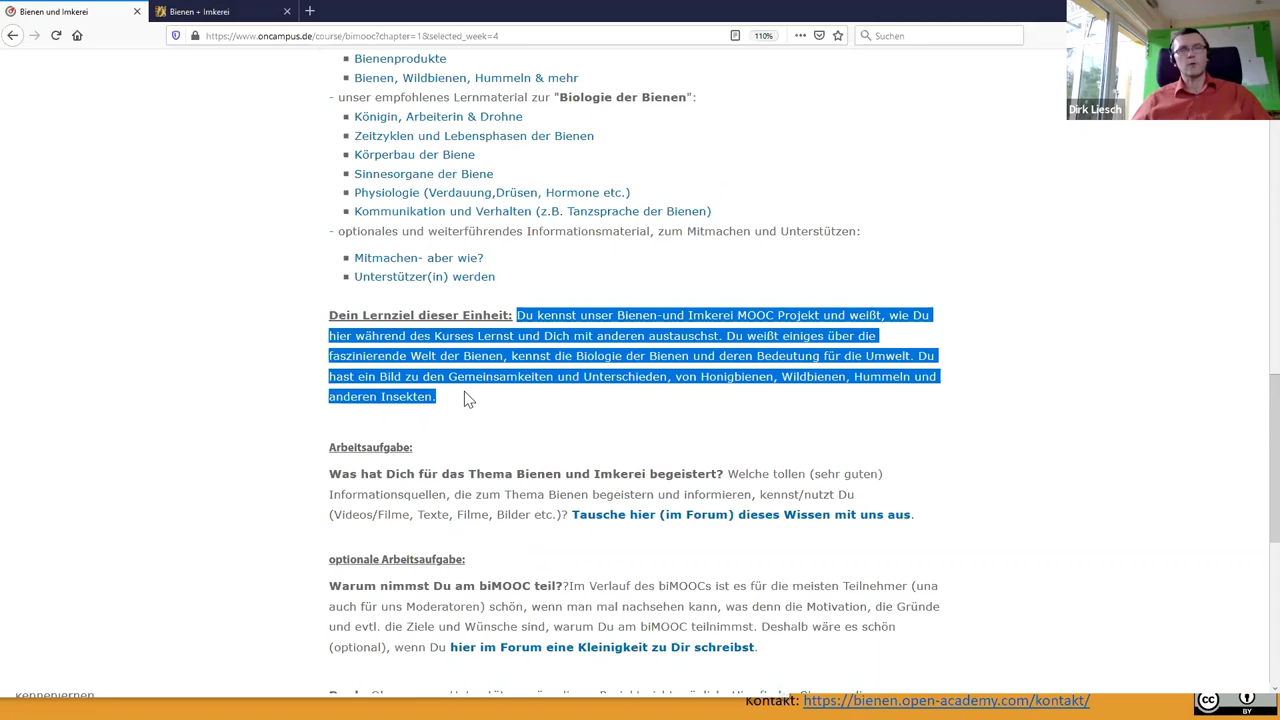 Bienen und Imkerei
Bienen + Imkerei
https://www.oncampus.de/course/bimooc?chapter=1&selected_week=4
110%
Suchen
Dirk Liesch
Bienenprodukte
Bienen, Wildbienen, Hummeln & mehr
- unser empfohlenes Lernmaterial zur "Biologie der Bienen":
Königin, Arbeiterin & Drohne
Zeitzyklen und Lebensphasen der Bienen
Körperbau der Biene
Sinnesorgane der Biene
Physiologie (Verdauung,Drüsen, Hormone etc.)
Kommunikation und Verhalten (z.B. Tanzsprache der Bienen)
- optionales und weiterführendes Informationsmaterial, zum Mitmachen und Unterstützen:
Mitmachen- aber wie?
Unterstützer(in) werden
Dein Lernziel dieser Einheit: Du kennst unser Bienen-und Imkerei MOOC Projekt und weißt, wie Du
hier während des Kurses Lernst und Dich mit anderen austauschst. Du weißt einiges über die
faszinierende Welt der Bienen, kennst die Biologie der Bienen und deren Bedeutung für die Umwelt. Du
hast ein Bild zu den Gemeinsamkeiten und Unterschieden, von Honigbienen, Wildbienen, Hummeln und
anderen Insekten.
Arbeitsaufgabe:
Was hat Dich für das Thema Bienen und Imkerei begeistert? Welche tollen (sehr guten)
Informationsquellen, die zum Thema Bienen begeistern und informieren, kennst/nutzt Du
(Videos/Filme, Texte, Filme, Bilder etc.)? Tausche hier (im Forum) dieses Wissen mit uns aus.
optionale Arbeitsaufgabe:
Warum nimmst Du am biMOOC teil??Im Verlauf des biMOOCs ist es für die meisten Teilnehmer (una
auch für uns Moderatoren) schön, wenn man mal nachsehen kann, was denn die Motivation, die Gründe
und evtl. die Ziele und Wünsche sind, warum Du am biMOOC teilnimmst. Deshalb wäre es schön
(optional), wenn Du hier im Forum eine Kleinigkeit zu Dir schreibst.
Kontakt: https://bienen.open-academy.com/kontakt/
cc
BY